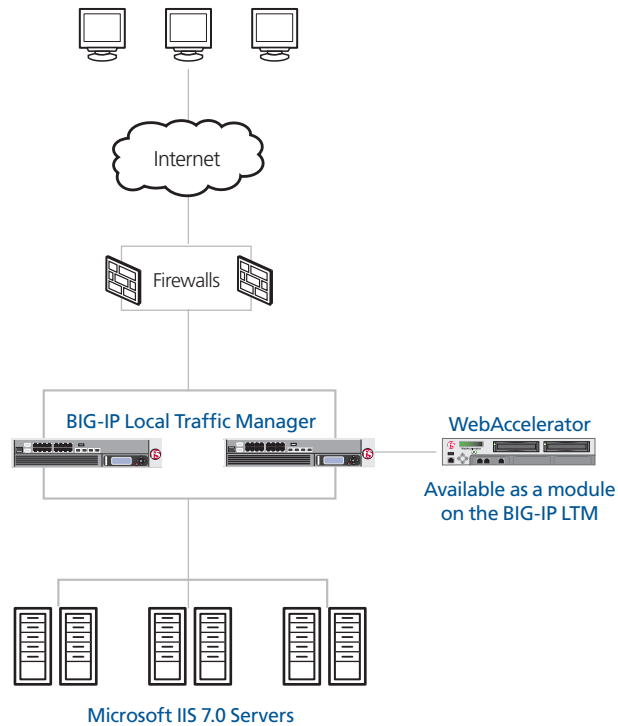 Internet
Firewalls
BIG-IP Local Traffic Manager
WebAccelerator
Available as a module
on the BIG-IP LTM
Microsoft IIS 7.0 Servers